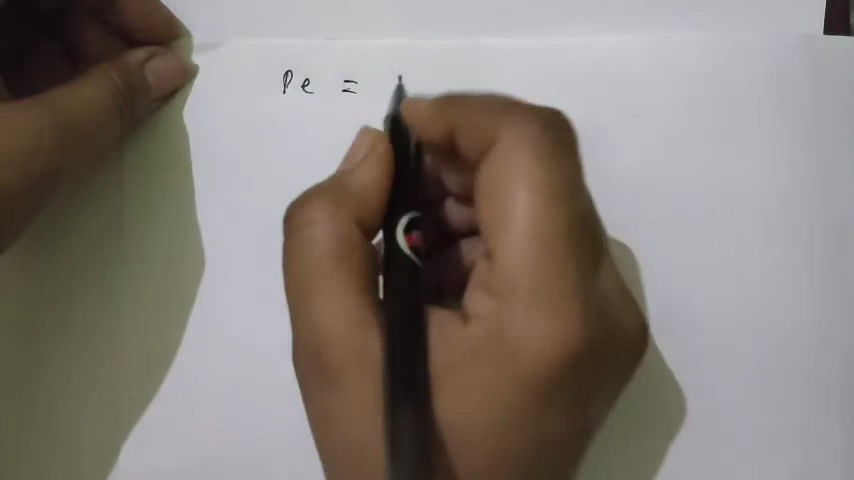 Pe =